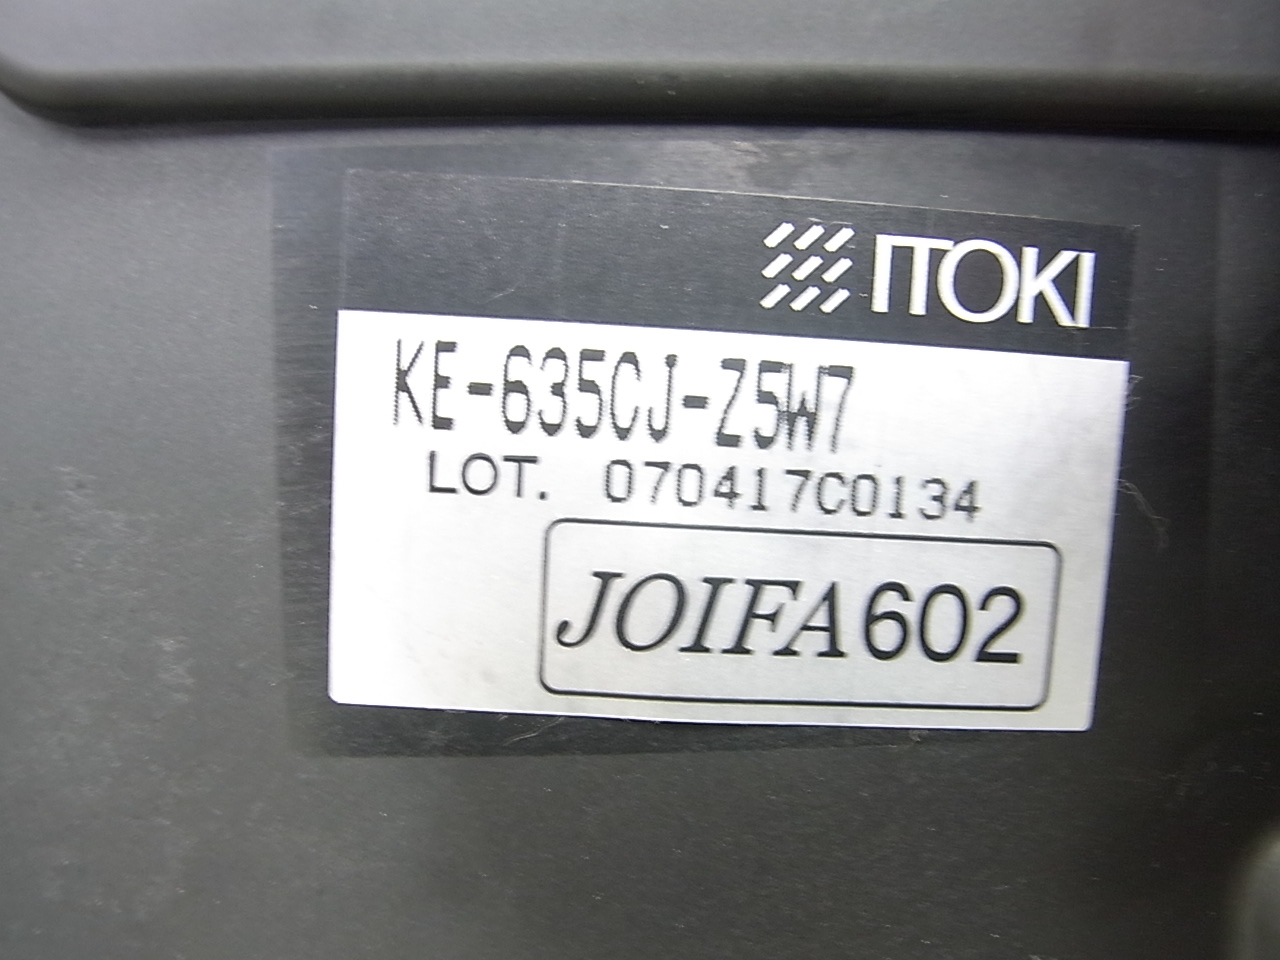 ITOKI
KE-635CJ-Z5W7
LOT. 070417C0134
JOIFA602